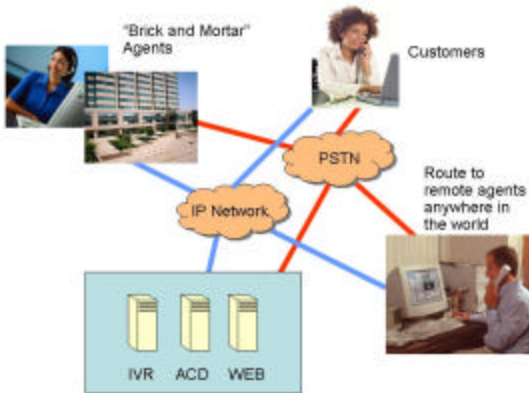 "Brick and Mortar"
Agents
Customers
PSTN
IP Network
Route to
remote agents
anywhere in
the world
IVR ACD WEB